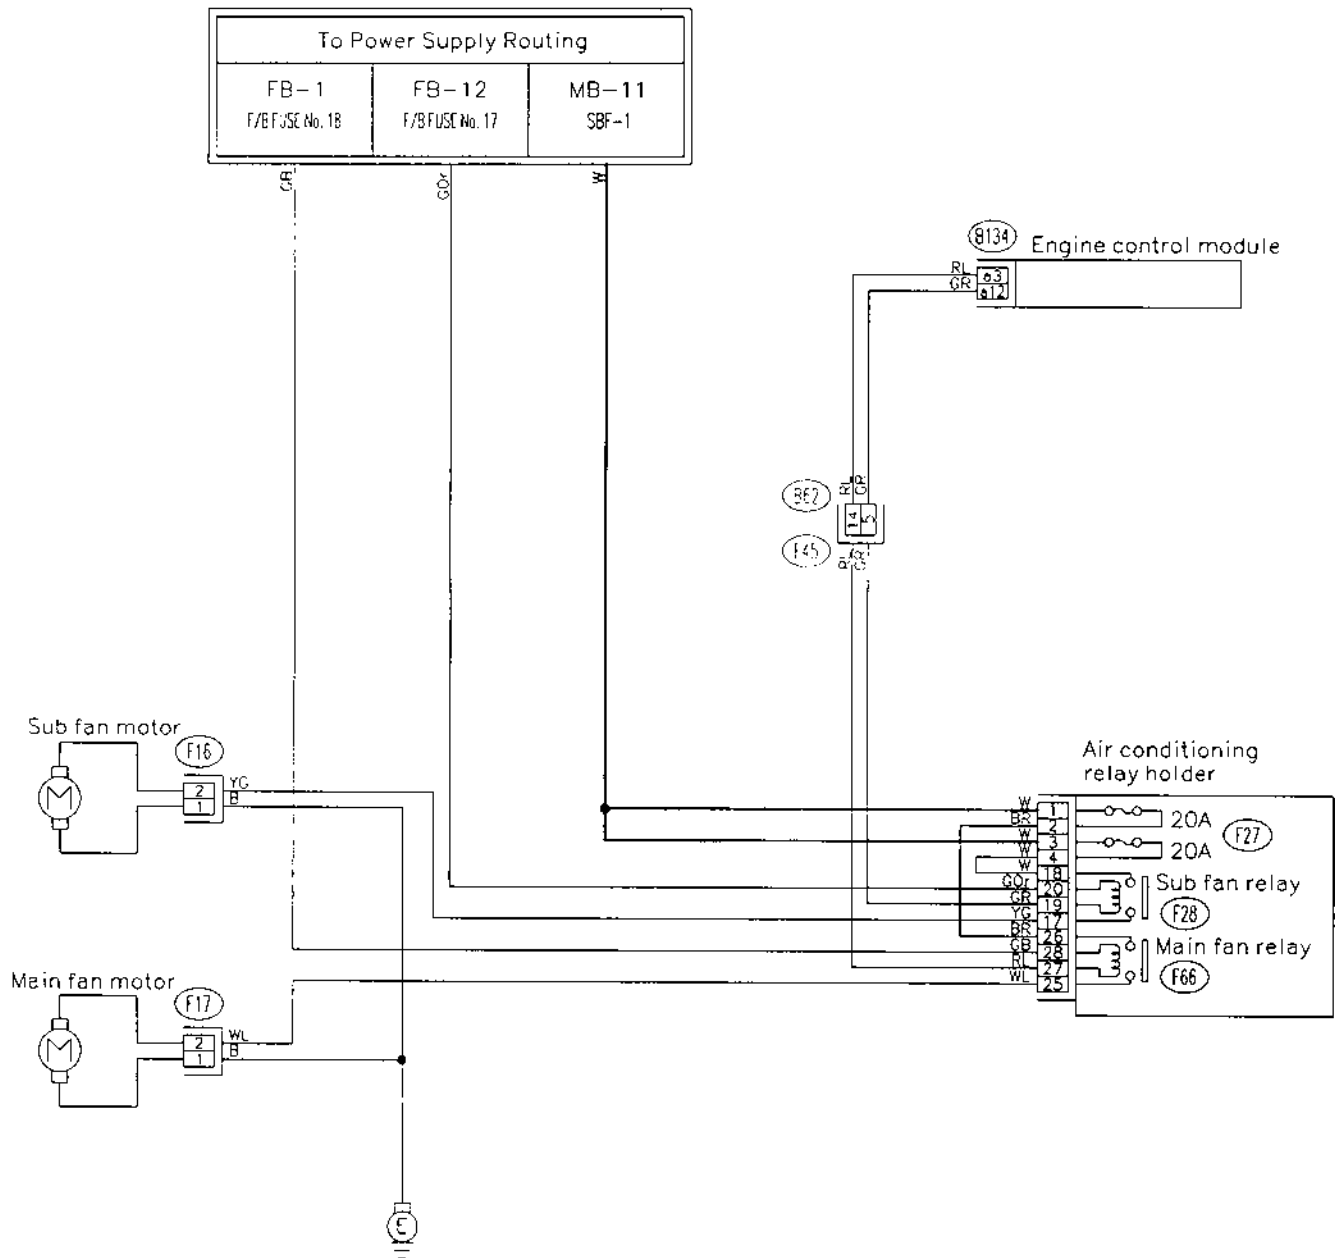 To Power Supply Routing
FB-1
F/B FUSE No. 18
FB-12
F/B FUSE No. 17
MB-11
SBF-1
GB
GOr
W
B134
Engine control module
RL
GR
a3
a12
B62
RL
GR
14
5
F45
RL
GR
Sub fan motor
F16
M
2
1
YG
B
Main fan motor
F17
M
2
1
WL
B
E
Air conditioning
relay holder
W 1
BR 2
W 3
W 4
W 18
GOr 20
GR 19
YG 17
BR 26
GB 28
RL 27
WL 25
20A
F27
20A
Sub fan relay
F28
Main fan relay
F66